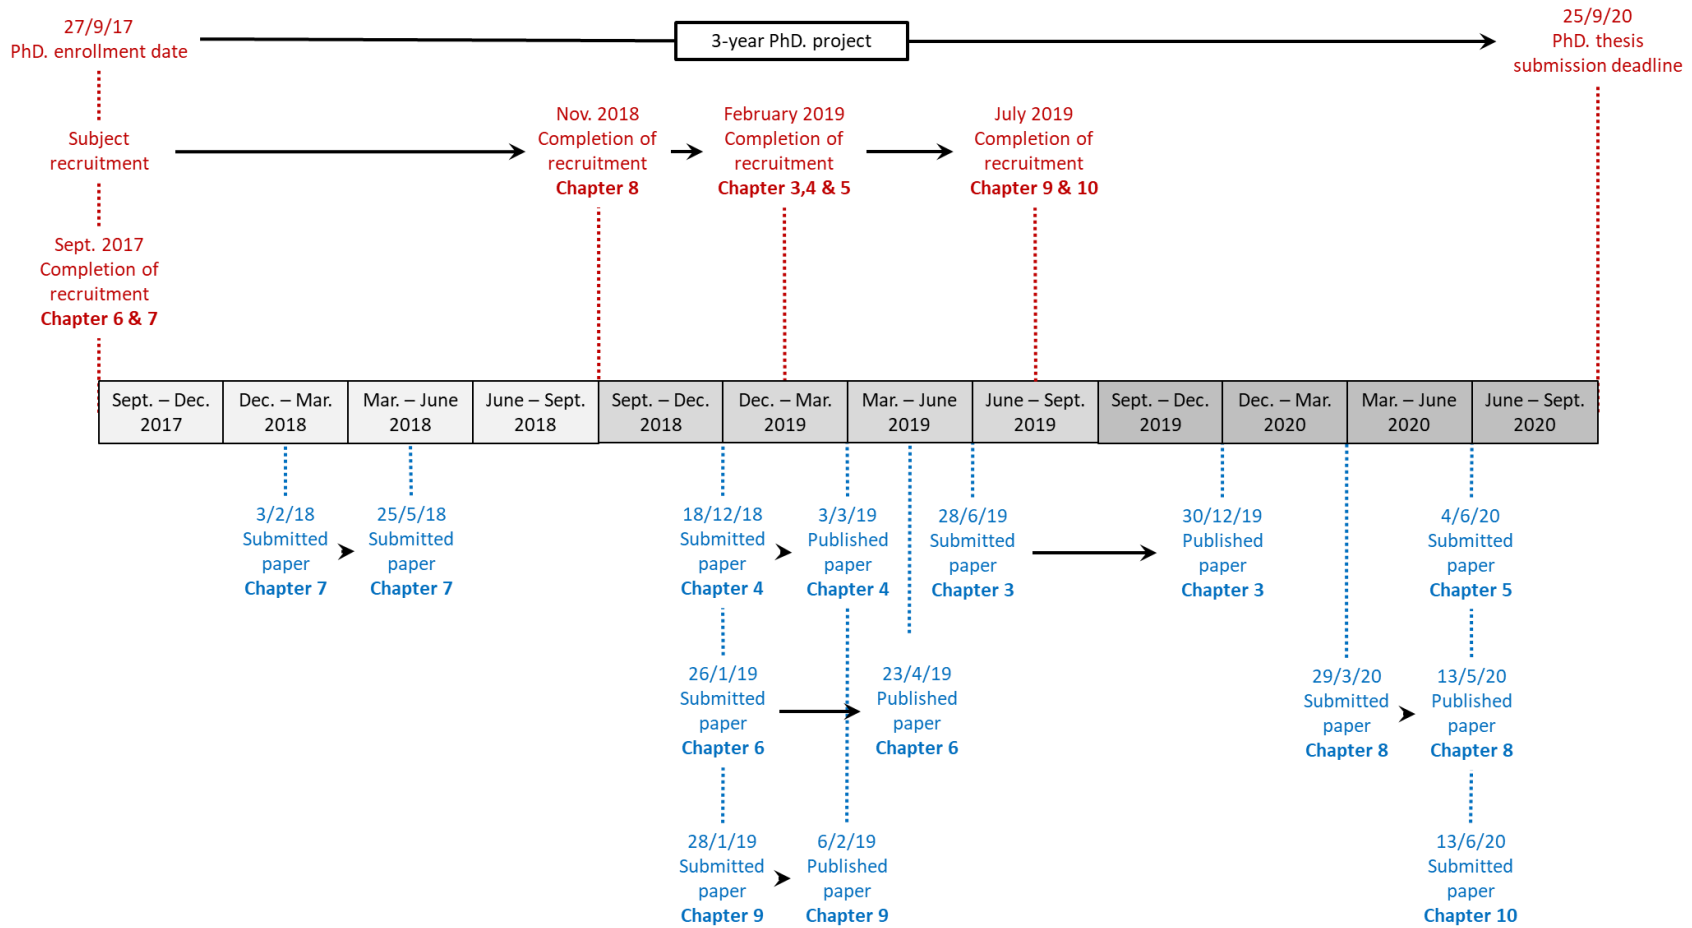 27/9/17
PhD. enrollment date
3-year PhD. project
25/9/20
PhD. thesis
submission deadline
Subject
recruitment
Nov. 2018
Completion of
recruitment
Chapter 8
February 2019
Completion of
recruitment
Chapter 3,4 & 5
July 2019
Completion of
recruitment
Chapter 9 & 10
Sept. 2017
Completion of
recruitment
Chapter 6 & 7
Sept. – Dec.
2017
Dec. – Mar.
2018
Mar. – June
2018
June – Sept.
2018
Sept. – Dec.
2018
Dec. – Mar.
2019
Mar. – June
2019
June – Sept.
2019
Sept. – Dec.
2019
Dec. – Mar.
2020
Mar. – June
2020
June – Sept.
2020
3/2/18
Submitted
paper
Chapter 7
25/5/18
Submitted
paper
Chapter 7
18/12/18
Submitted
paper
Chapter 4
3/3/19
Published
paper
Chapter 4
28/6/19
Submitted
paper
Chapter 3
30/12/19
Published
paper
Chapter 3
4/6/20
Submitted
paper
Chapter 5
26/1/19
Submitted
paper
Chapter 6
23/4/19
Published
paper
Chapter 6
29/3/20
Submitted
paper
Chapter 8
13/5/20
Published
paper
Chapter 8
28/1/19
Submitted
paper
Chapter 9
6/2/19
Published
paper
Chapter 9
13/6/20
Submitted
paper
Chapter 10